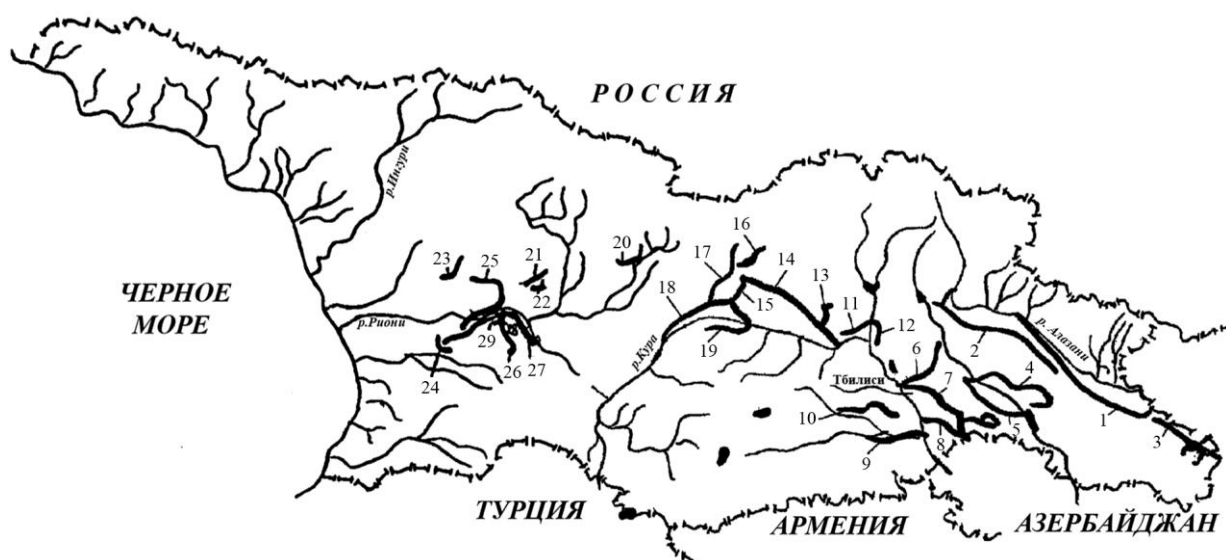 РОССИЯ
р.Ингури
ЧЕРНОЕ
МОРЕ
р.Риони
р.Кура
Тбилиси
р. Алазани
ТУРЦИЯ
АРМЕНИЯ
АЗЕРБАЙДЖАН
16
20
17
14
23
25
21
22
13
18
15
11
12
19
29
24
26
27
2
6
7
4
10
1
5
8
3
9